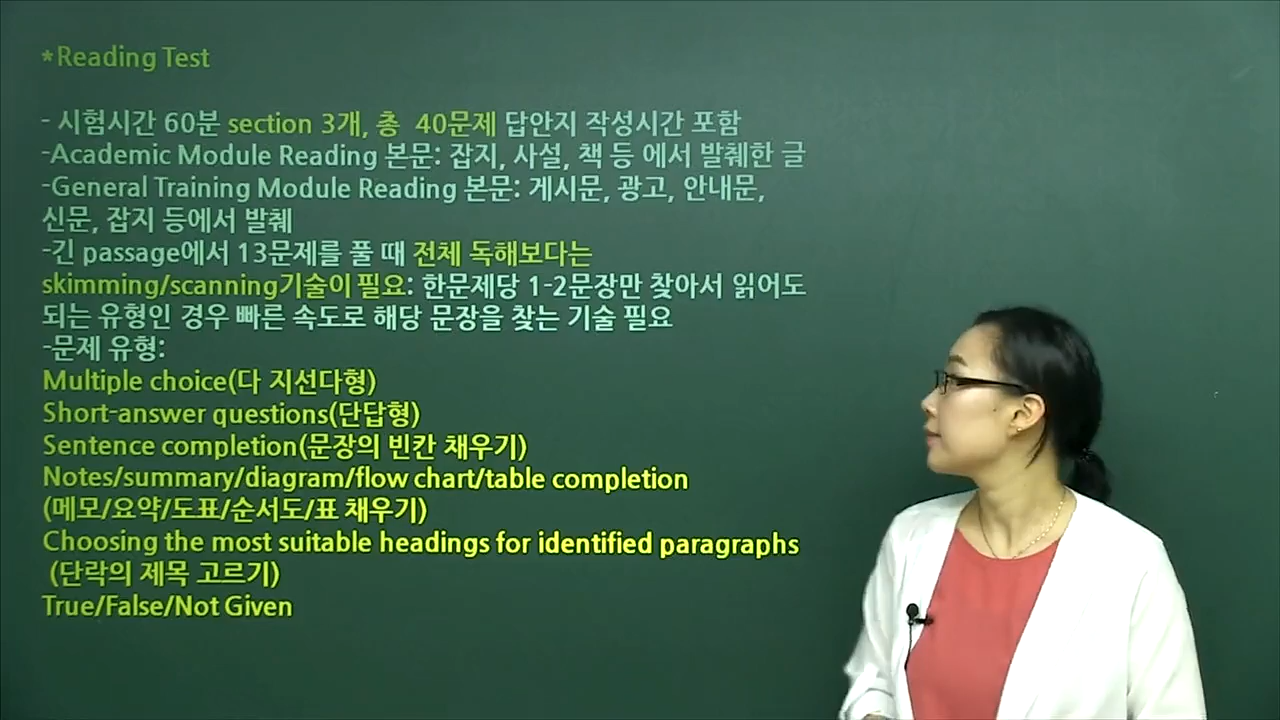 *Reading Test
- 시험시간 60분 section 3개, 총 40문제 답안지 작성시간 포함
-Academic Module Reading 본문: 잡지, 사설, 책 등 에서 발췌한 글
-General Training Module Reading 본문: 게시문, 광고, 안내문,
신문, 잡지 등에서 발췌
-긴 passage에서 13문제를 풀 때 전체 독해보다는
skimming/scanning기술이 필요: 한문제당 1-2문장만 찾아서 읽어도
되는 유형인 경우 빠른 속도로 해당 문장을 찾는 기술 필요
-문제 유형:
Multiple choice(다 지선다형)
Short-answer questions(단답형)
Sentence completion(문장의 빈칸 채우기)
Notes/summary/diagram/flow chart/table completion
(메모/요약/도표/순서도/표 채우기)
Choosing the most suitable headings for identified paragraphs
(단락의 제목 고르기)
True/False/Not Given